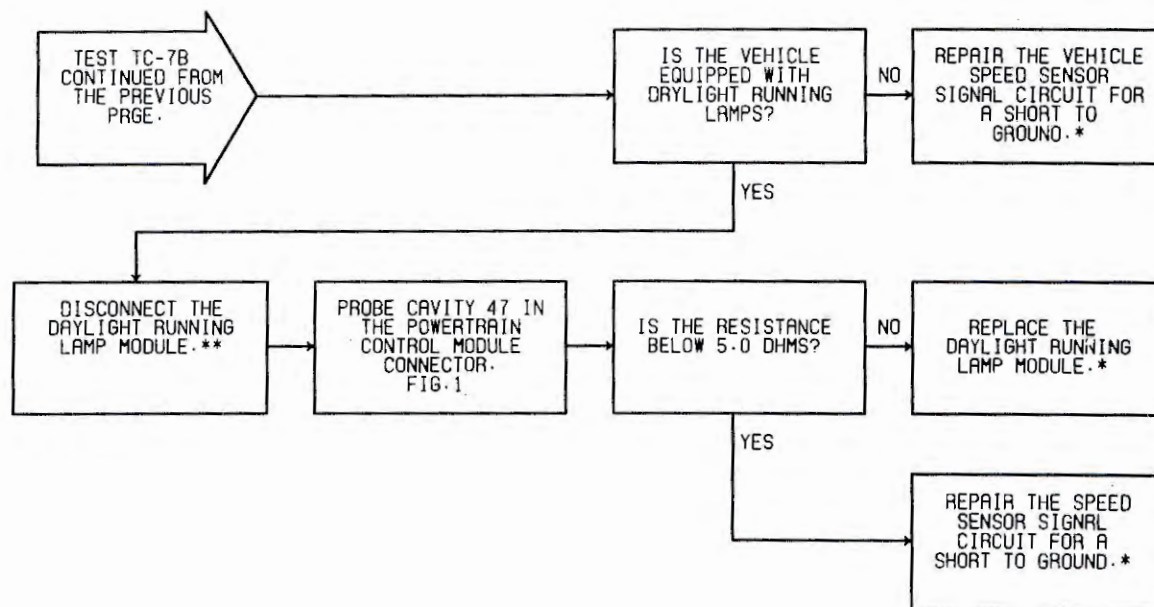 TEST TC-7B
CONTINUED FROM
THE PREVIOUS
PRGE.
IS THE VEHICLE
EQUIPPED WITH
DRYLIGHT RUNNING
LAMPS?
NO
REPAIR THE VEHICLE
SPEED SENSOR
SIGNAL CIRCUIT FOR
A SHORT TO
GROUND.*
YES
DISCONNECT THE
DAYLIGHT RUNNING
LAMP MODULE.**
PROBE CAVITY 47 IN
THE POWERTRAIN
CONTROL MODULE
CONNECTOR.
FIG.1
IS THE RESISTANCE
BELOW 5.0 DHMS?
NO
REPLACE THE
DAYLIGHT RUNNING
LAMP MODULE.*
YES
REPAIR THE SPEED
SENSOR SIGNRL
CIRCUIT FOR A
SHORT TO GROUND.*